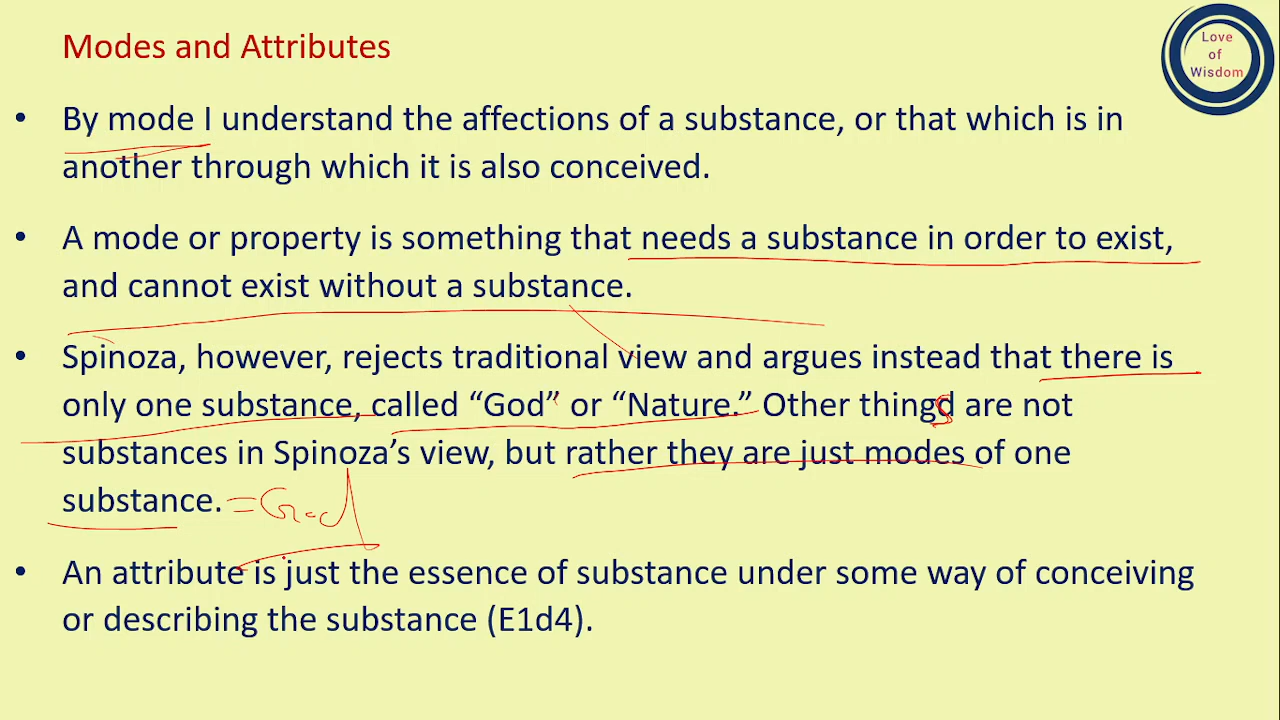 Modes and Attributes
Love
of
Wisdom
• By mode I understand the affections of a substance, or that which is in
another through which it is also conceived.
• A mode or property is something that needs a substance in order to exist,
and cannot exist without a substance.
• Spinoza, however, rejects traditional view and argues instead that there is
only one substance, called “God” or “Nature.” Other things are not
substances in Spinoza’s view, but rather they are just modes of one
substance. = God
• An attribute is just the essence of substance under some way of conceiving
or describing the substance (E1d4).